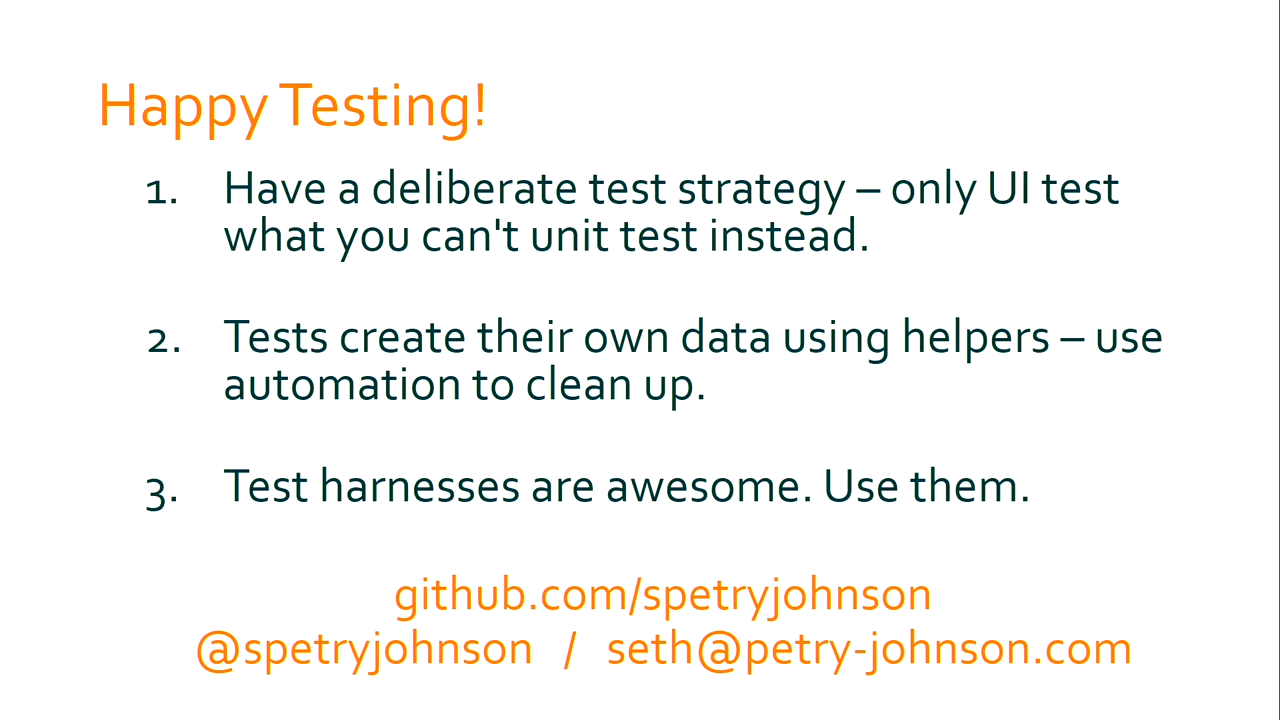 Happy Testing!
1. Have a deliberate test strategy – only UI test
what you can't unit test instead.
2. Tests create their own data using helpers – use
automation to clean up.
3. Test harnesses are awesome. Use them.
github.com/spetryjohnson
@spetryjohnson / seth@petry-johnson.com